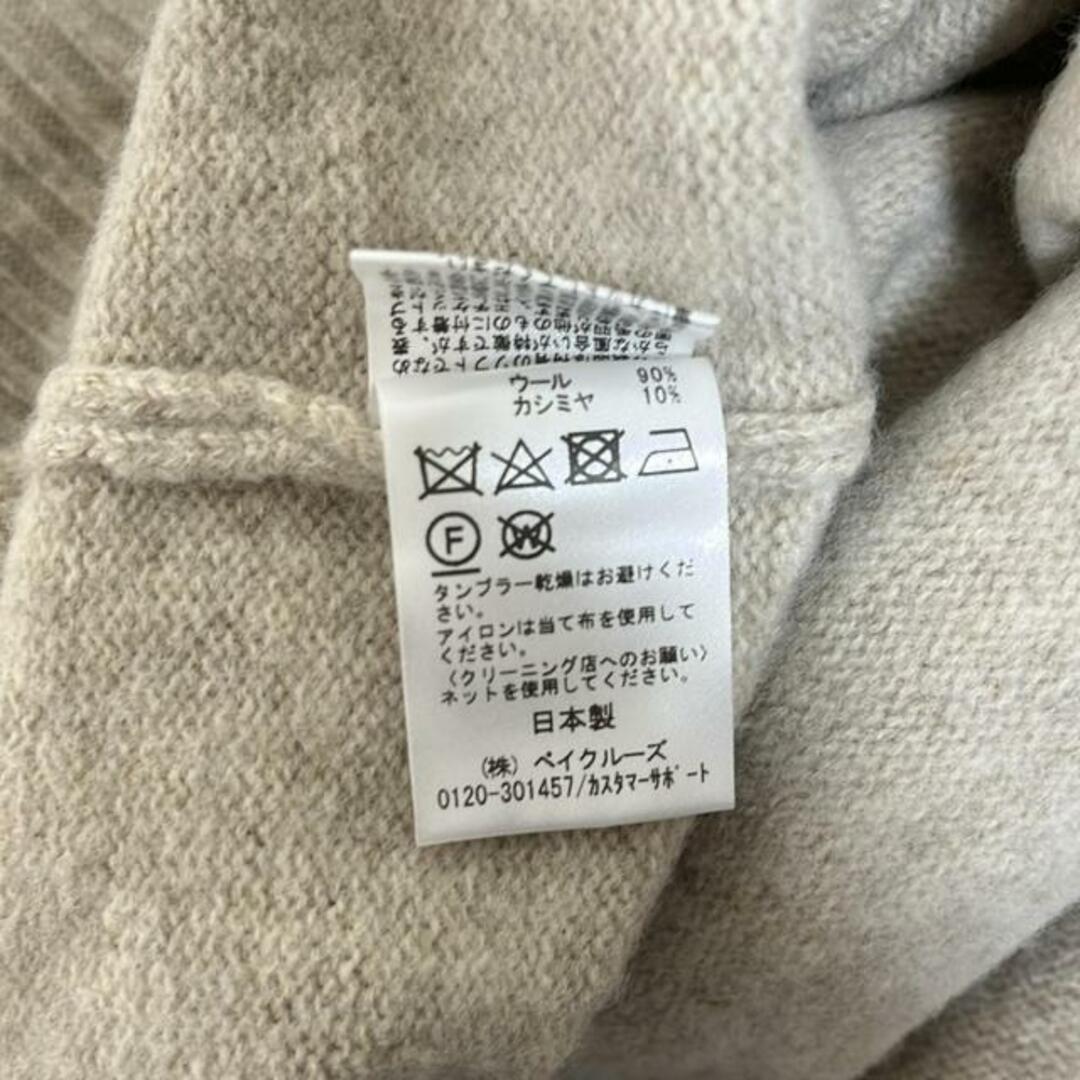 ウール 90%
カシミヤ 10%
F
W
タンブラー乾燥はお避けくだ
さい。
アイロンは当て布を使用して
ください。
〈クリーニング店へのお願い〉
ネットを使用してください。
日本製
(株) ベイクルーズ
0120-301457/カスタマーサポート